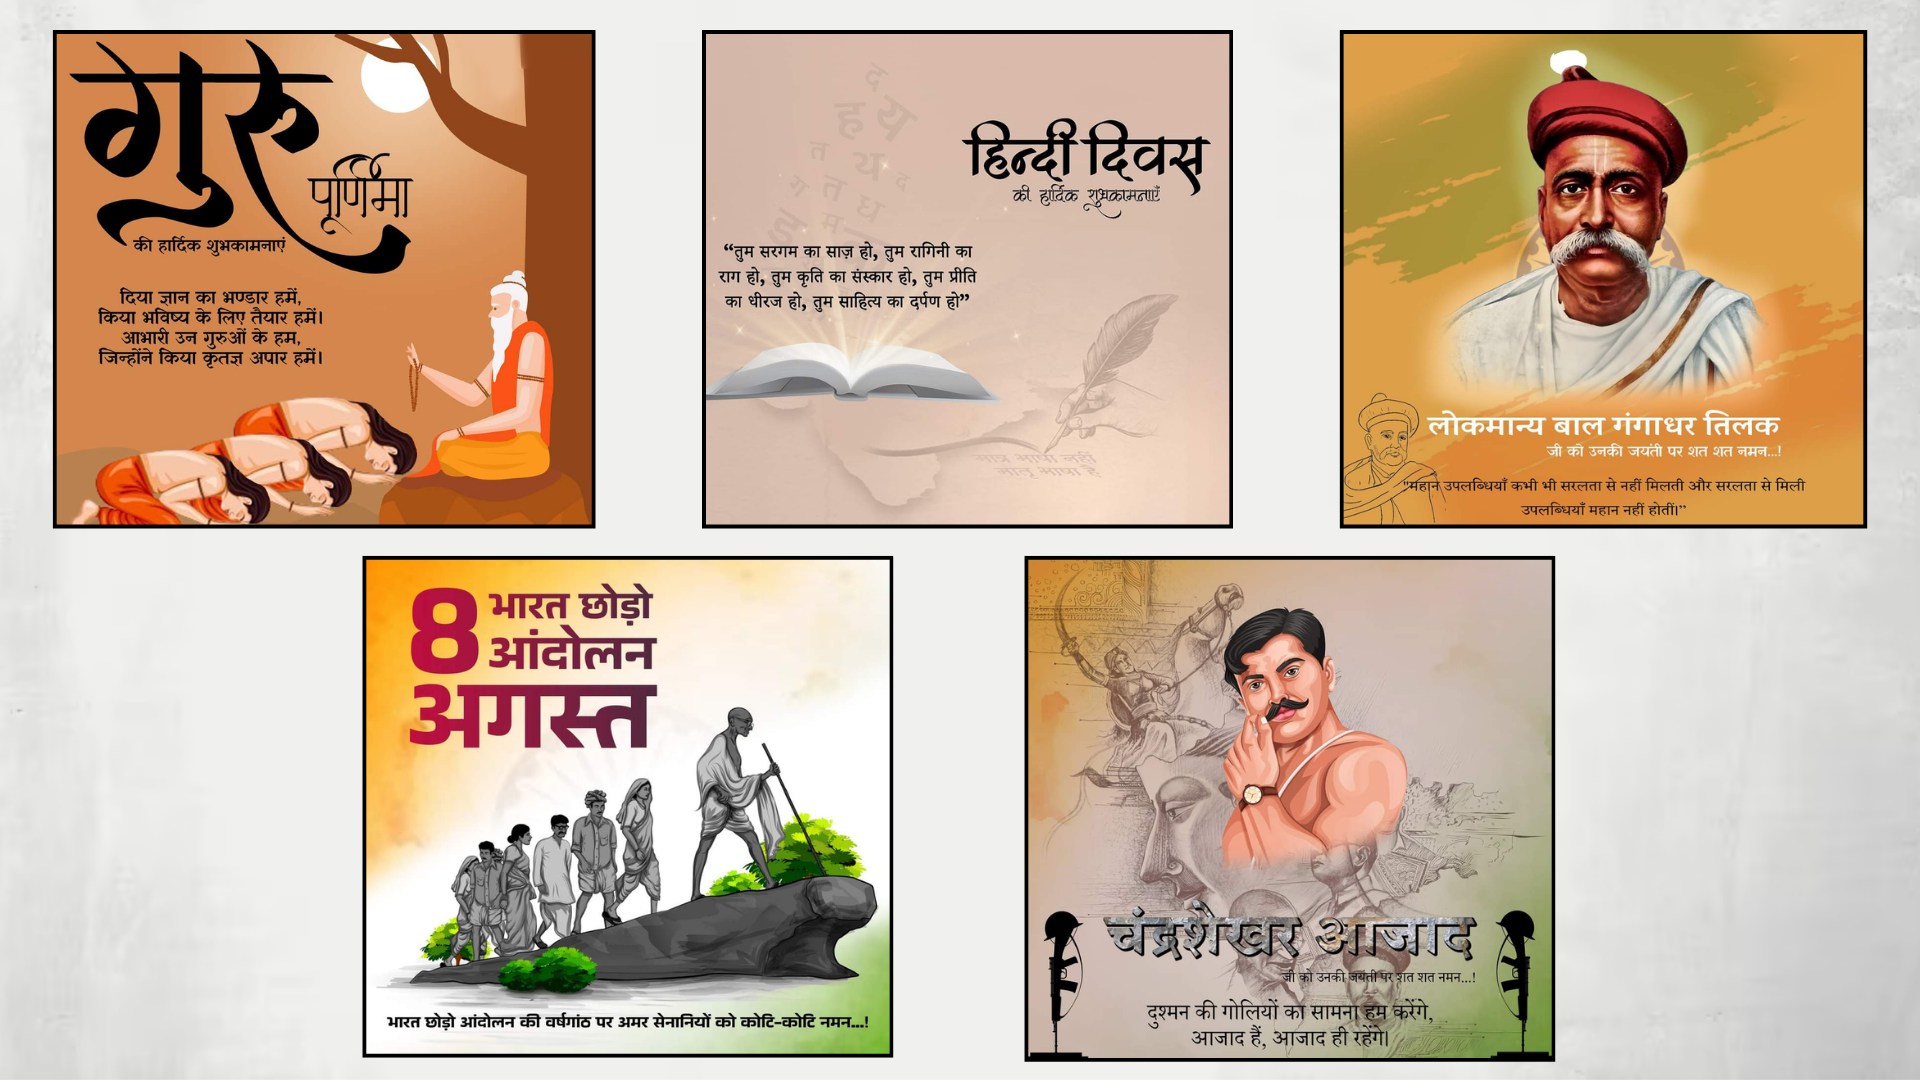 गुरु
पूर्णिमा
की हार्दिक शुभकामनाएं
दिया ज्ञान का भण्डार हमें,
किया भविष्य के लिए तैयार हमें।
आभारी उन गुरुओं के हम,
जिन्होंने किया कृतज्ञ अपार हमें।
द
ह य
त थ
ग त द
म ध
हिन्दी दिवस
की हार्दिक शुभकामनाएँ
“तुम सरगम का साज़ हो, तुम रागिनी का
राग हो, तुम कृति का संस्कार हो, तुम प्रीति
का धीरज हो, तुम साहित्य का दर्पण हो”
मात्र भाषा नहीं
मातृ भाषा है
लोकमान्य बाल गंगाधर तिलक
जी को उनकी जयंती पर शत शत नमन...!
"महान उपलब्धियाँ कभी भी सरलता से नहीं मिलती और सरलता से मिली
उपलब्धियाँ महान नहीं होतीं।”
8 भारत छोड़ो
आंदोलन
अगस्त
भारत छोड़ो आंदोलन की वर्षगांठ पर अमर सेनानियों को कोटि-कोटि नमन...!
चंद्रशेखर आजाद
जी को उनकी जयंती पर शत शत नमन...!
दुश्मन की गोलियों का सामना हम करेंगे,
आजाद हैं, आजाद ही रहेंगे।